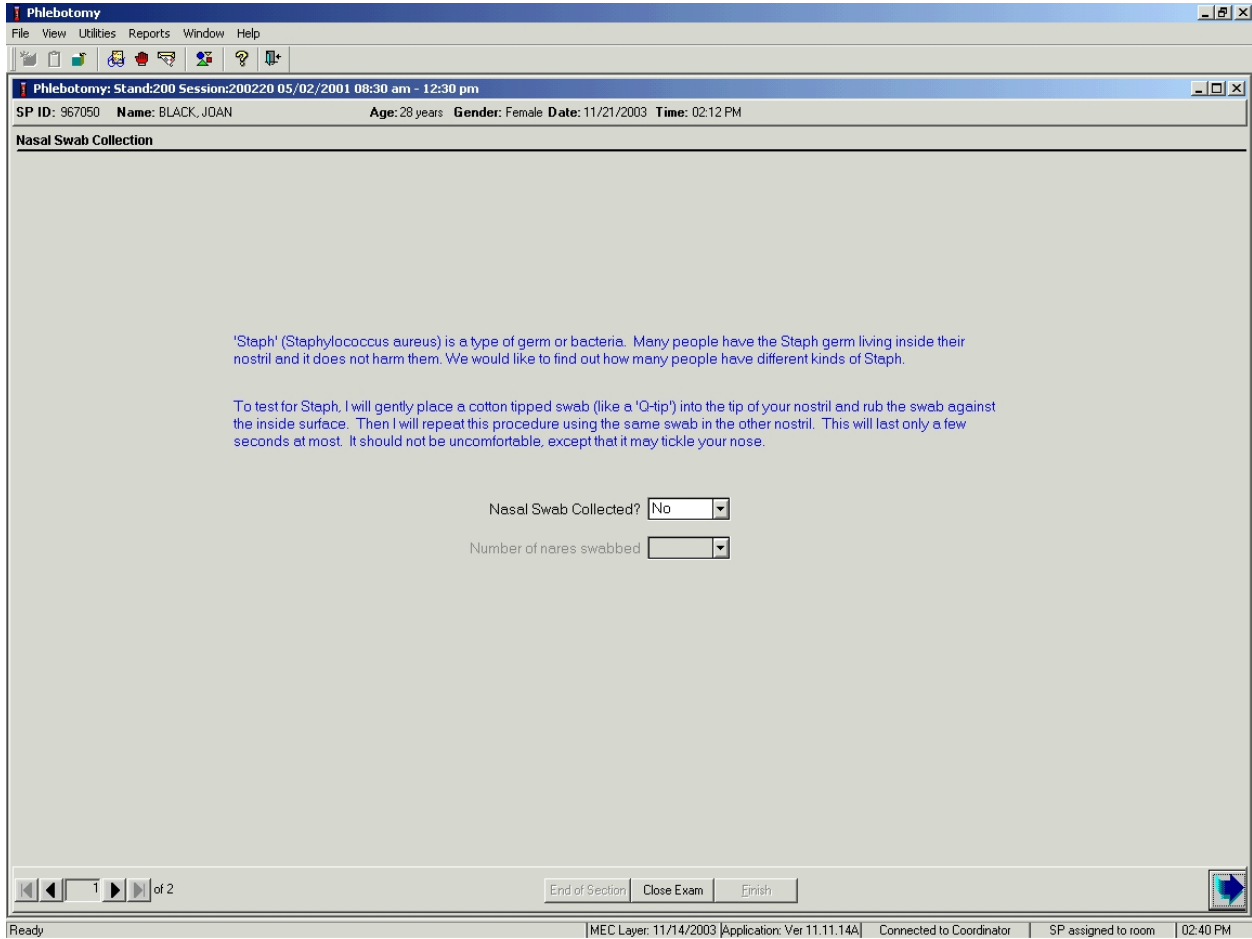 Phlebotomy
File View Utilities Reports Window Help
Phlebotomy: Stand:200 Session:200220 05/02/2001 08:30 am - 12:30 pm
SP ID: 967050 Name: BLACK, JOAN Age: 28 years Gender: Female Date: 11/21/2003 Time: 02:12 PM
Nasal Swab Collection
'Staph' (Staphylococcus aureus) is a type of germ or bacteria. Many people have the Staph germ living inside their
nostril and it does not harm them. We would like to find out how many people have different kinds of Staph.
To test for Staph, I will gently place a cotton tipped swab (like a 'Q-tip') into the tip of your nostril and rub the swab against
the inside surface. Then I will repeat this procedure using the same swab in the other nostril. This will last only a few
seconds at most. It should not be uncomfortable, except that it may tickle your nose.
Nasal Swab Collected? No
Number of nares swabbed
1 of 2 End of Section Close Exam Finish
Ready MEC Layer: 11/14/2003 Application: Ver 11.11.14A Connected to Coordinator SP assigned to room 02:40 PM